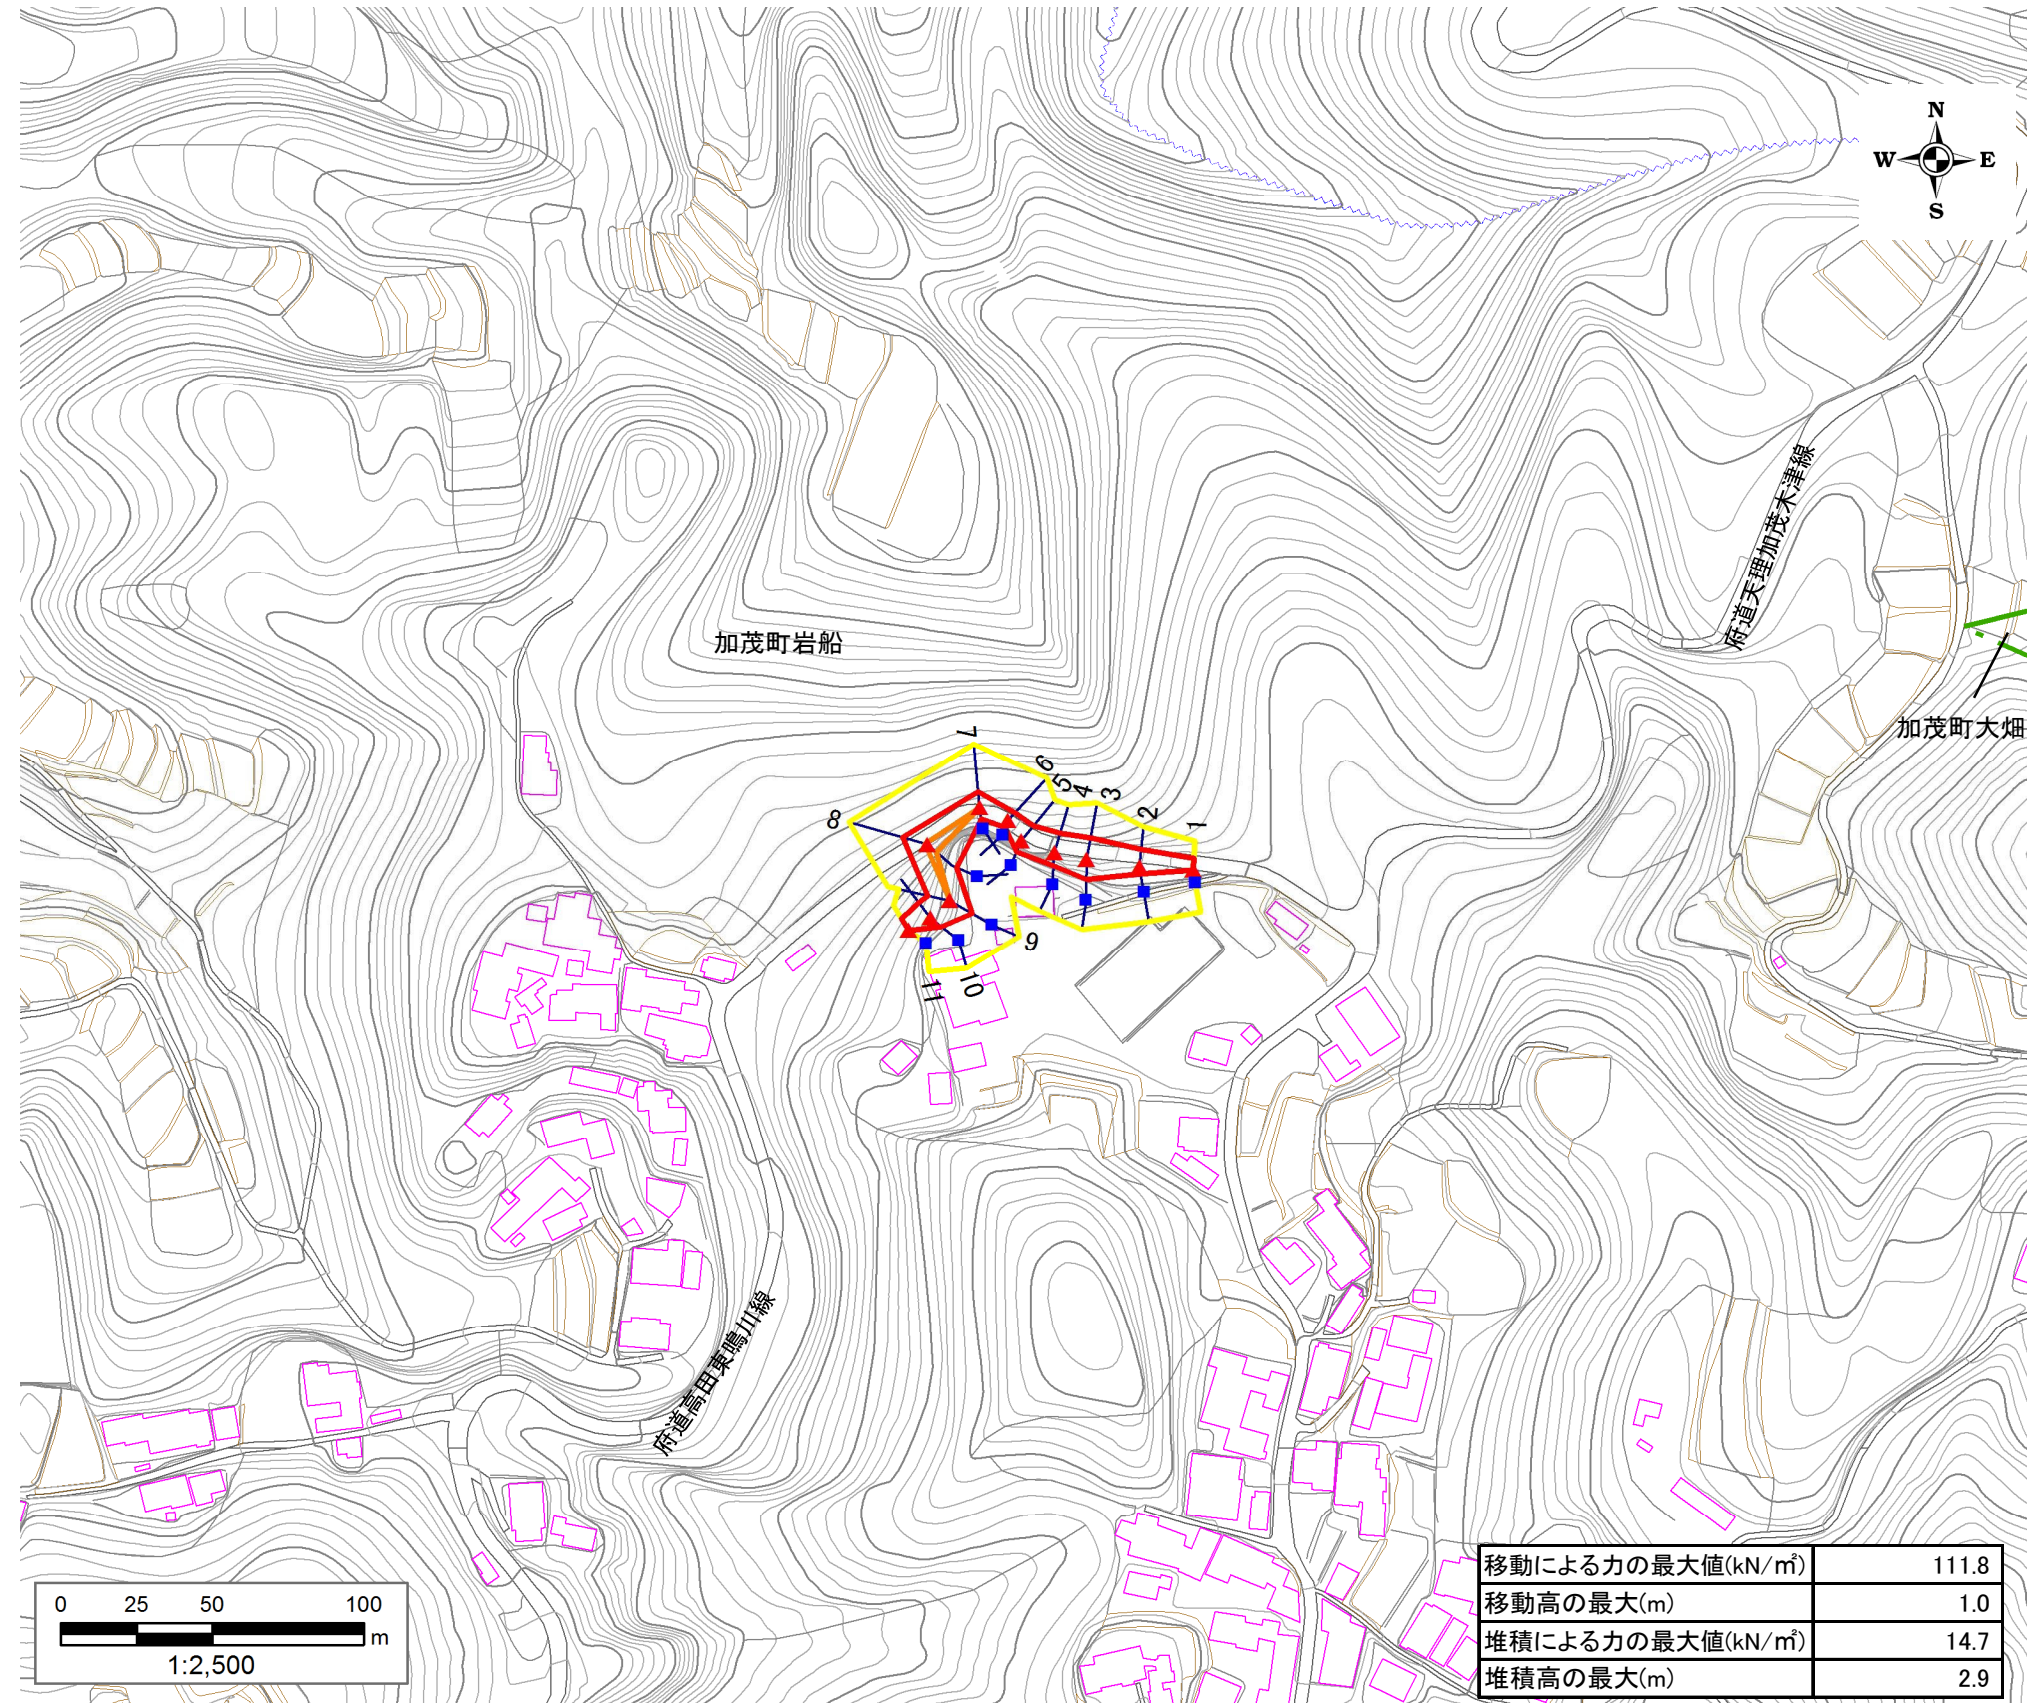 N
W E
S
府道天理加茂木津線
加茂町岩船
加茂町大畑
7
6
5
4
3
2
1
8
9
10
11
府道高田東鳴川線
0 25 50 100
m
1:2,500
移動による力の最大値(kN/㎡) 111.8
移動高の最大(m) 1.0
堆積による力の最大値(kN/㎡) 14.7
堆積高の最大(m) 2.9